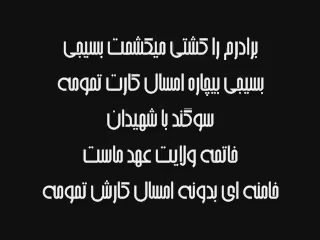 برادرم را کشتی میکشمت بسیجی
بسیجی بیچاره امسال کارت تمومه
سوگند با شهیدان
خاتمه ولایت عهد ماست
خامنه ای بدونه امسال کارش تمومه